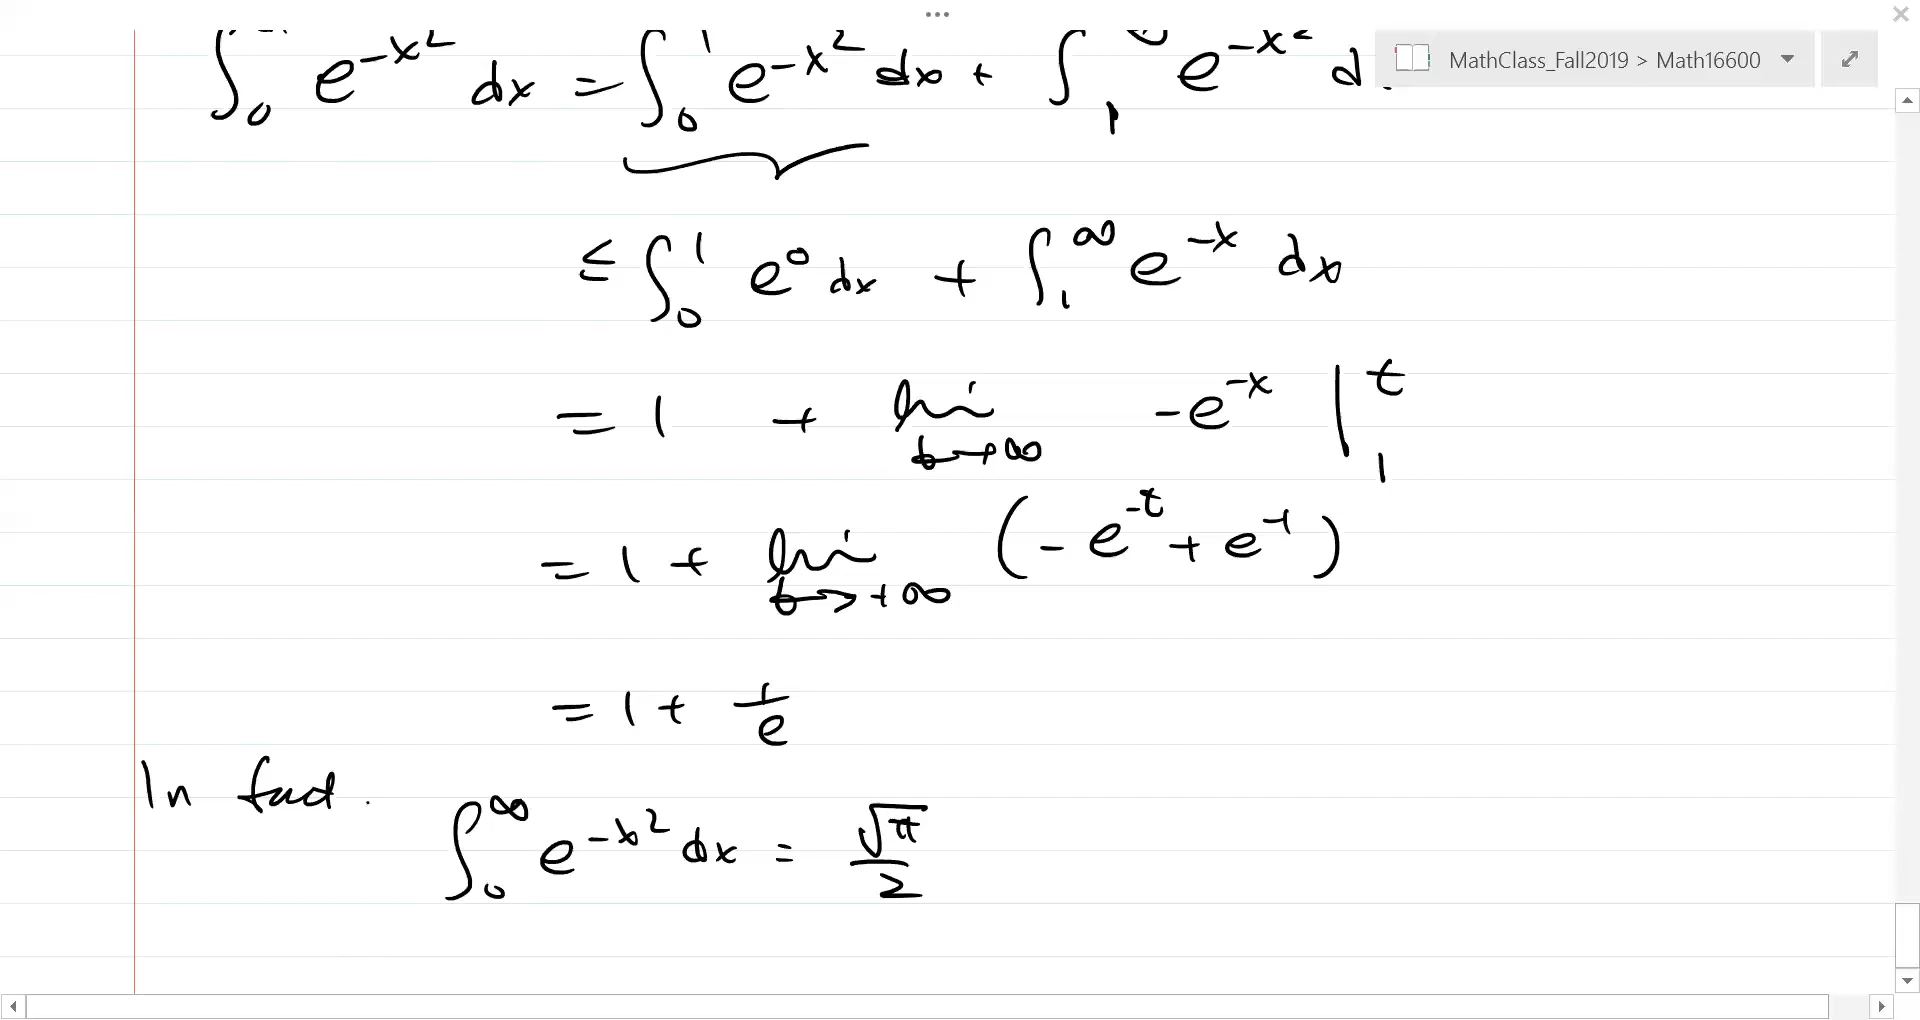 MathClass_Fall2019 > Math16600
∫₀ e^{-x²} dx = ∫₀¹ e^{-x²} dx + ∫₁^∞ e^{-x²} d
≤ ∫₀¹ e⁰ dx + ∫₁^∞ e^{-x} dx
= 1 + lim_{t→∞} -e^{-x} |₁^t
= 1 + lim_{t→+∞} (-e^{-t} + e^{-1})
= 1 + 1/e
In fact.
∫₀^∞ e^{-x²} dx = √π/2